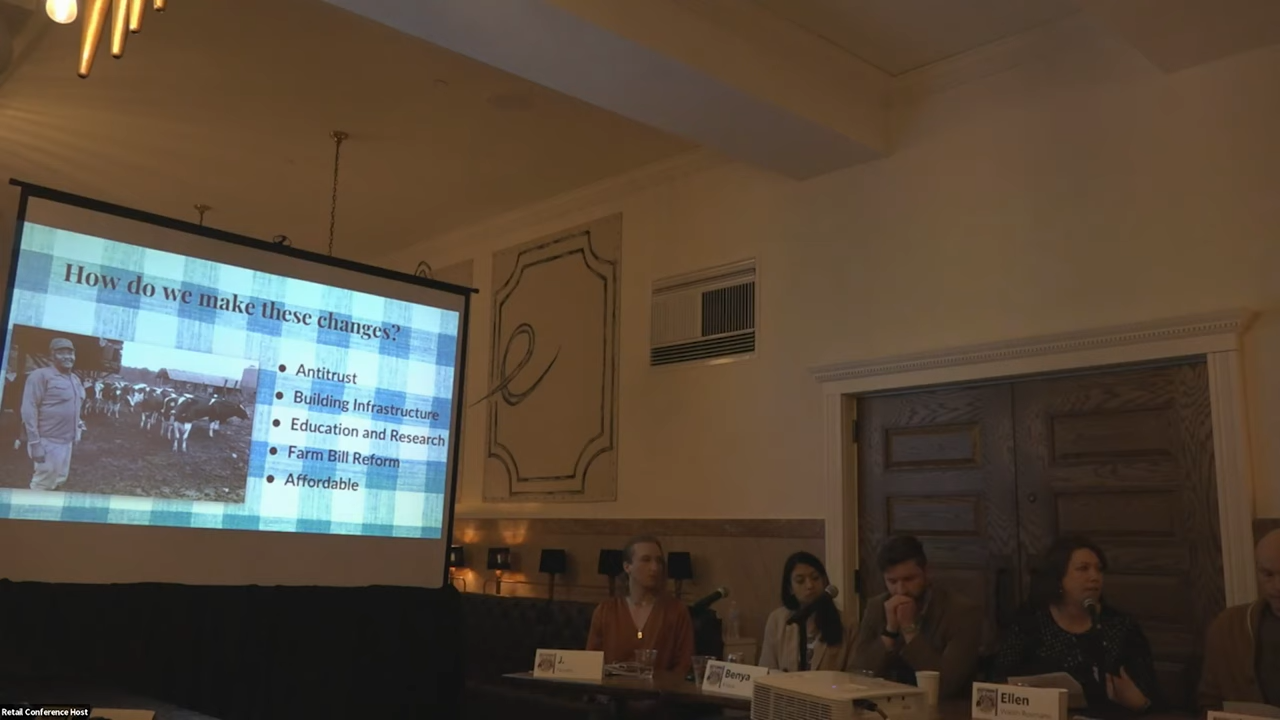 How do we make these changes?
• Antitrust
• Building Infrastructure
• Education and Research
• Farm Bill Reform
• Affordable
e
J.
Benya
Ellen
Retail Conference Host